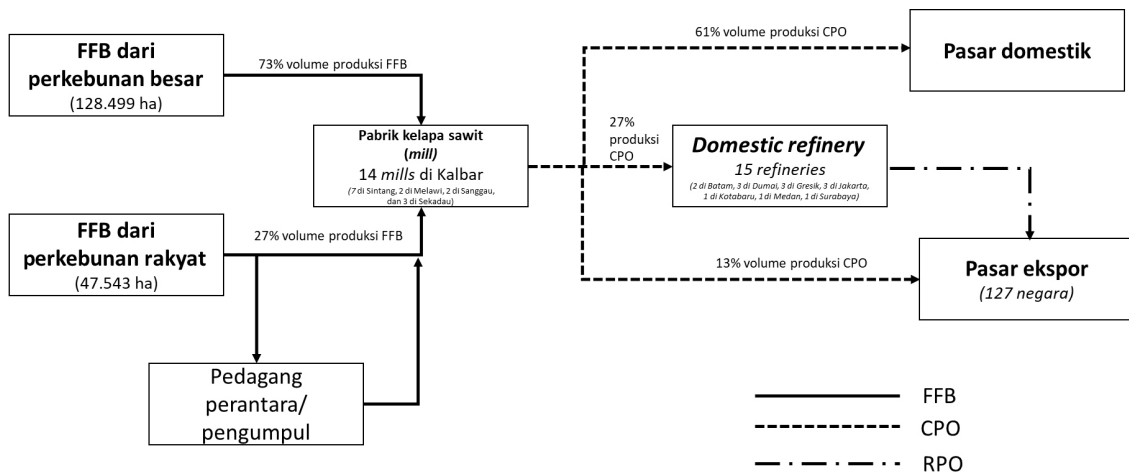 FFB dari
perkebunan besar
(128.499 ha)
73% volume produksi FFB
61% volume produksi CPO
Pasar domestik
Pabrik kelapa sawit
(mill)
14 mills di Kalbar
(7 di Sintang, 2 di Melawi, 2 di Sanggau,
dan 3 di Sekadau)
27%
produksi
CPO
Domestic refinery
15 refineries
(2 di Batam, 3 di Dumai, 3 di Gresik, 3 di Jakarta,
1 di Kotabaru, 1 di Medan, 1 di Surabaya)
FFB dari
perkebunan rakyat
(47.543 ha)
27% volume produksi FFB
13% volume produksi CPO
Pasar ekspor
(127 negara)
Pedagang
perantara/
pengumpul
FFB
CPO
RPO